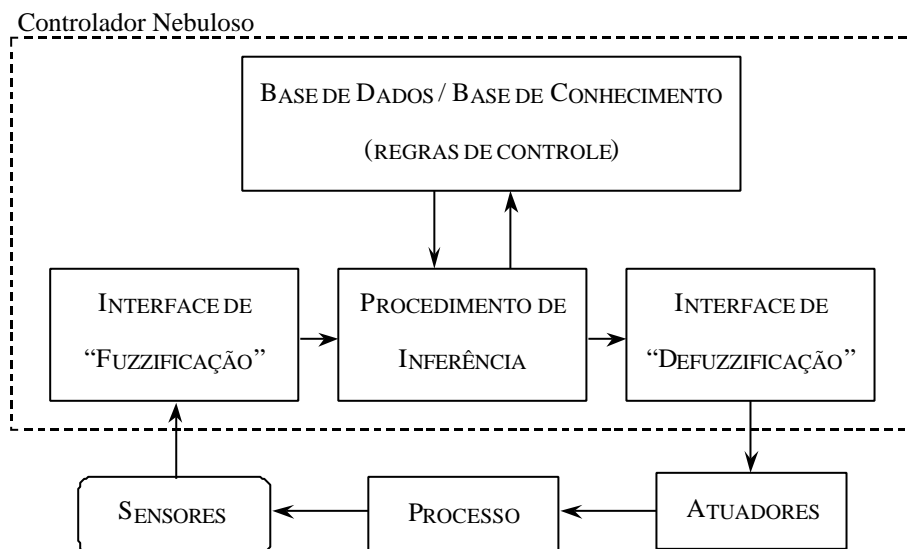 Controlador Nebuloso
BASE DE DADOS / BASE DE CONHECIMENTO
(REGRAS DE CONTROLE)
INTERFACE DE
“FUZZIFICAÇÃO”
PROCEDIMENTO DE
INFERÊNCIA
INTERFACE DE
“DEFUZZIFICAÇÃO”
SENSORES
PROCESSO
ATUADORES